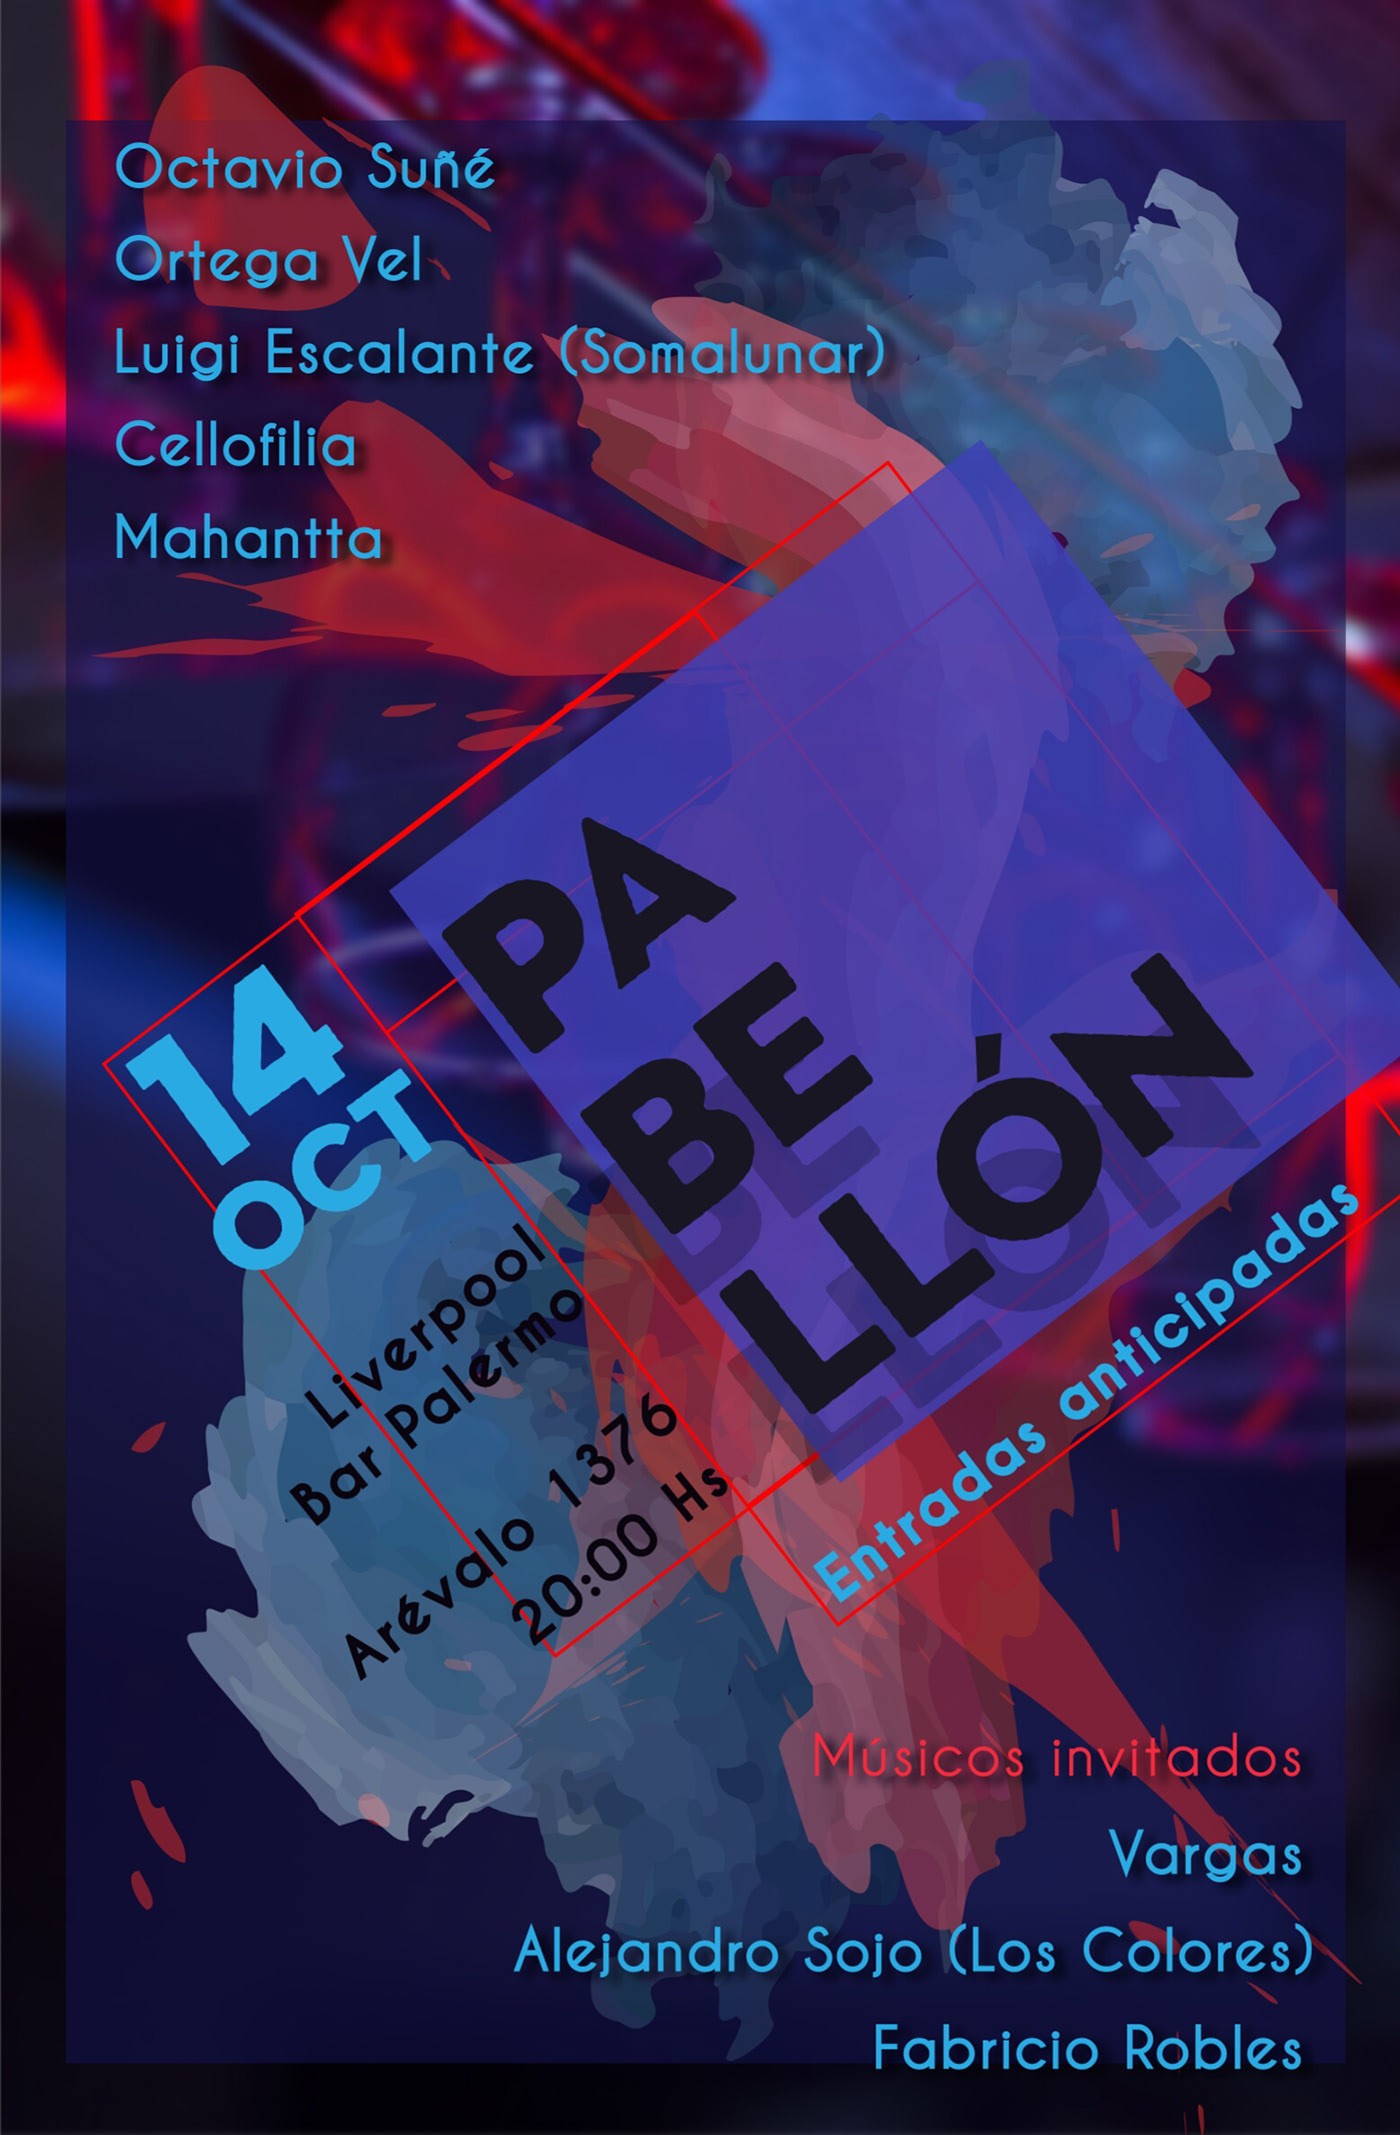 Octavio Suñé
Ortega Vel
Luigi Escalante (Somalunar)
Cellofilia
Mahantta
PA
BE
LLÓN
14
OCT
Liverpool
Bar Palermo
Arévalo 1376
20:00 Hs
Entradas anticipadas
Músicos invitados
Vargas
Alejandro Sojo (Los Colores)
Fabricio Robles